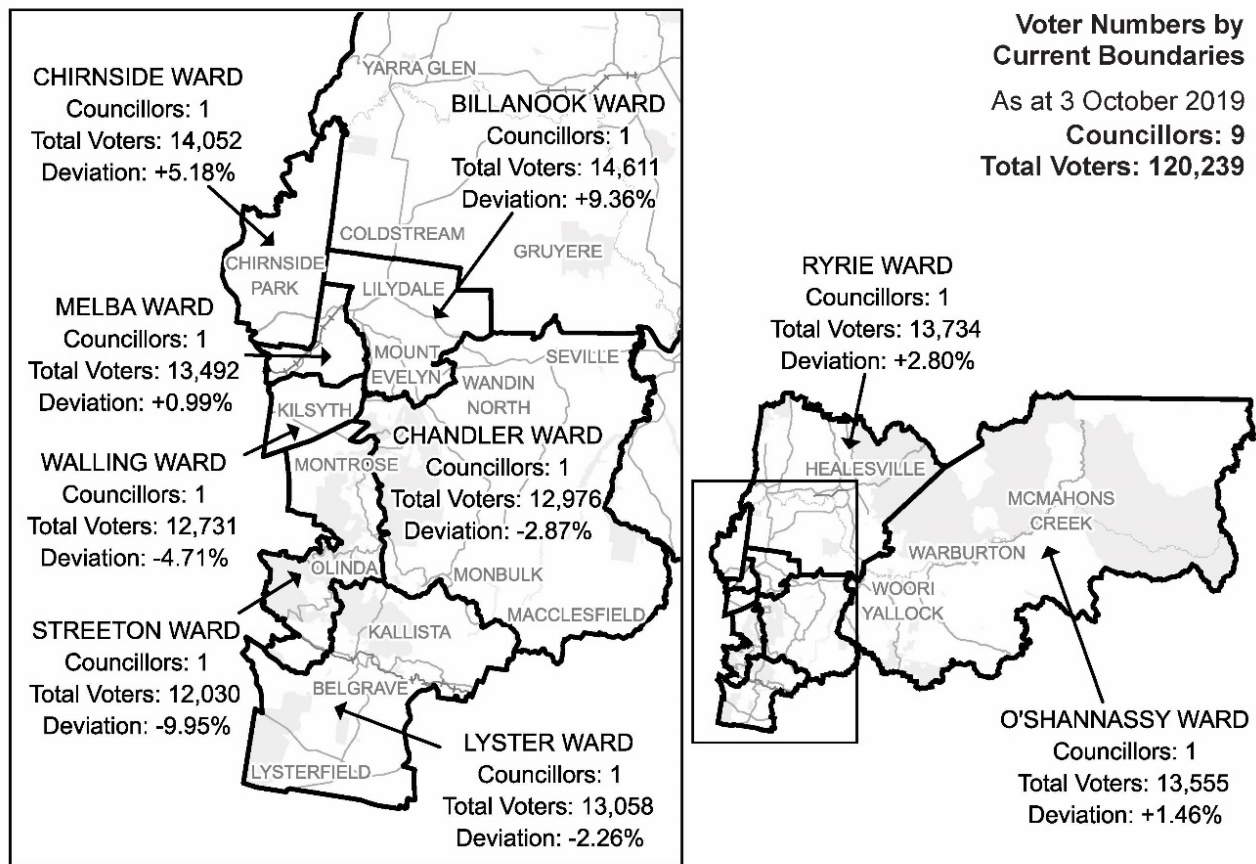 Voter Numbers by
Current Boundaries
As at 3 October 2019
Councillors: 9
Total Voters: 120,239
CHIRNSIDE WARD
Councillors: 1
Total Voters: 14,052
Deviation: +5.18%
BILLANOOK WARD
Councillors: 1
Total Voters: 14,611
Deviation: +9.36%
MELBA WARD
Councillors: 1
Total Voters: 13,492
Deviation: +0.99%
WALLING WARD
Councillors: 1
Total Voters: 12,731
Deviation: -4.71%
CHANDLER WARD
Councillors: 1
Total Voters: 12,976
Deviation: -2.87%
STREETON WARD
Councillors: 1
Total Voters: 12,030
Deviation: -9.95%
LYSTER WARD
Councillors: 1
Total Voters: 13,058
Deviation: -2.26%
YARRA GLEN
COLDSTREAM
GRUYERE
CHIRNSIDE
PARK
LILYDALE
MOUNT
EVELYN
SEVILLE
WANDIN
NORTH
KILSYTH
MONTROSE
OLINDA
MONBULK
MACCLESFIELD
KALLISTA
BELGRAVE
LYSTERFIELD
RYRIE WARD
Councillors: 1
Total Voters: 13,734
Deviation: +2.80%
HEALESVILLE
MCMAHONS
CREEK
WARBURTON
WOORI
YALLOCK
O'SHANNASSY WARD
Councillors: 1
Total Voters: 13,555
Deviation: +1.46%